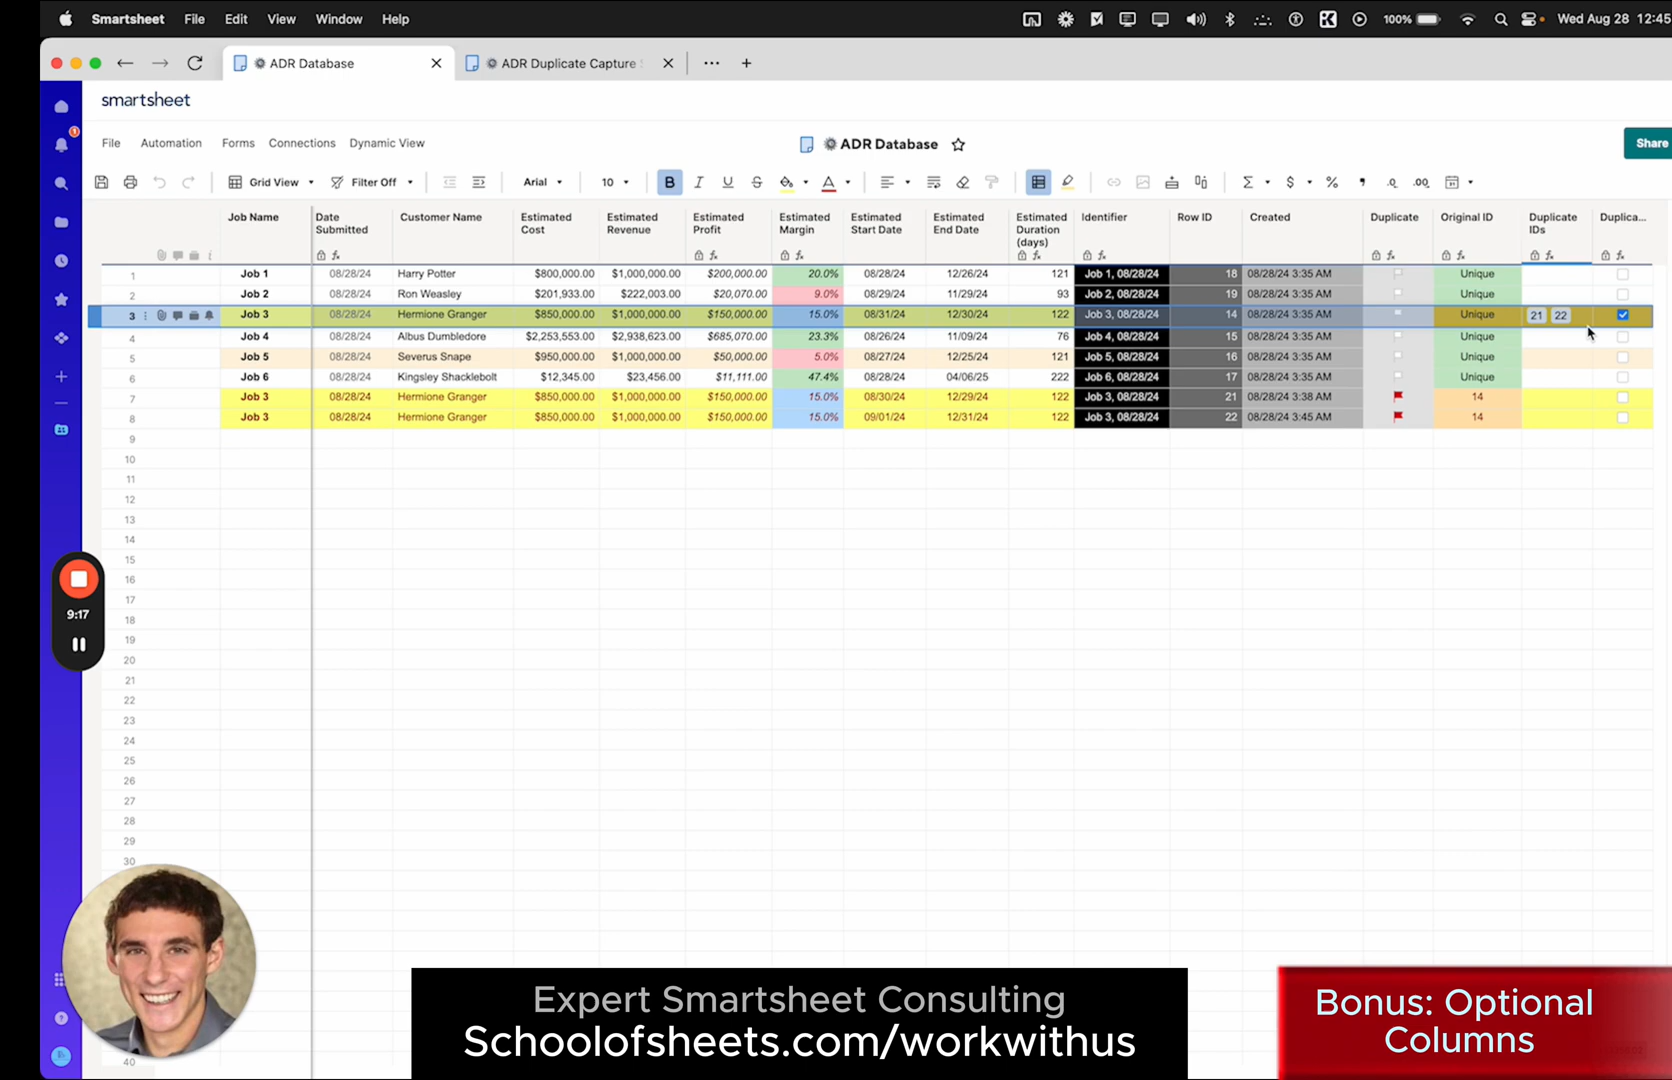 Smartsheet File Edit View Window Help 100% Wed Aug 28 12:45
ADR Database ADR Duplicate Capture
smartsheet
File Automation Forms Connections Dynamic View ADR Database Share
Grid View Filter Off Arial 10 B I U S A Σ $ % .0 .00
Job Name Date Submitted Customer Name Estimated Cost Estimated Revenue Estimated Profit Estimated Margin Estimated Start Date Estimated End Date Estimated Duration (days) Identifier Row ID Created Duplicate Original ID Duplicate IDs Duplica...
1 Job 1 08/28/24 Harry Potter $800,000.00 $1,000,000.00 $200,000.00 20.0% 08/28/24 12/26/24 121 Job 1, 08/28/24 18 08/28/24 3:35 AM Unique
2 Job 2 08/28/24 Ron Weasley $201,933.00 $222,003.00 $20,070.00 9.0% 08/29/24 11/29/24 93 Job 2, 08/28/24 19 08/28/24 3:35 AM Unique
3 Job 3 08/28/24 Hermione Granger $850,000.00 $1,000,000.00 $150,000.00 15.0% 08/31/24 12/30/24 122 Job 3, 08/28/24 14 08/28/24 3:35 AM Unique 21 22
4 Job 4 08/28/24 Albus Dumbledore $2,253,553.00 $2,938,623.00 $685,070.00 23.3% 08/26/24 11/09/24 76 Job 4, 08/28/24 15 08/28/24 3:35 AM Unique
5 Job 5 08/28/24 Severus Snape $950,000.00 $1,000,000.00 $50,000.00 5.0% 08/27/24 12/25/24 121 Job 5, 08/28/24 16 08/28/24 3:35 AM Unique
6 Job 6 08/28/24 Kingsley Shacklebolt $12,345.00 $23,456.00 $11,111.00 47.4% 08/28/24 04/06/25 222 Job 6, 08/28/24 17 08/28/24 3:35 AM Unique
7 Job 3 08/28/24 Hermione Granger $850,000.00 $1,000,000.00 $150,000.00 15.0% 08/30/24 12/29/24 122 Job 3, 08/28/24 21 08/28/24 3:38 AM 14
8 Job 3 08/28/24 Hermione Granger $850,000.00 $1,000,000.00 $150,000.00 15.0% 09/01/24 12/31/24 122 Job 3, 08/28/24 22 08/28/24 3:45 AM 14
9
10
11
12
13
14
15
16
17
9:17
18
19
20
21
22
23
24
25
26
27
28
29
30
40
Expert Smartsheet Consulting
Schoolofsheets.com/workwithus
Bonus: Optional
Columns